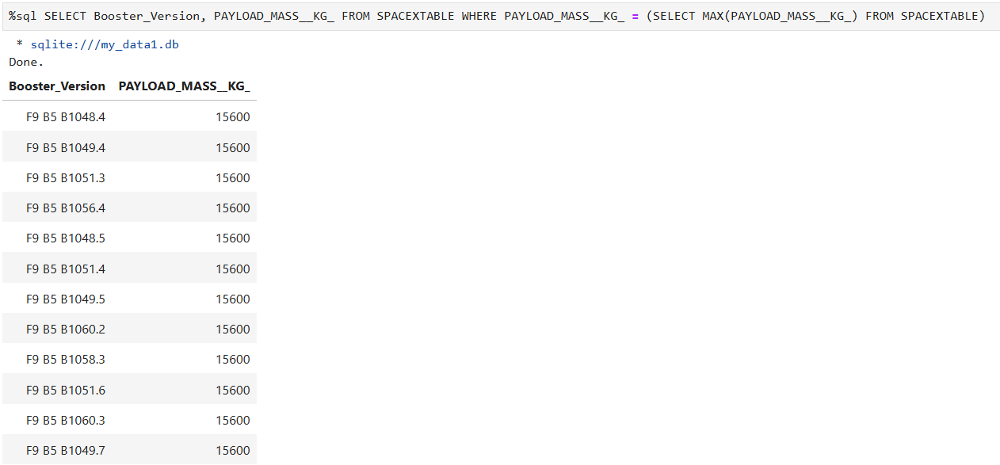 %sql SELECT Booster_Version, PAYLOAD_MASS__KG_ FROM SPACEXTABLE WHERE PAYLOAD_MASS__KG_ = (SELECT MAX(PAYLOAD_MASS__KG_) FROM SPACEXTABLE)
* sqlite:///my_data1.db
Done.
Booster_Version PAYLOAD_MASS__KG_
F9 B5 B1048.4 15600
F9 B5 B1049.4 15600
F9 B5 B1051.3 15600
F9 B5 B1056.4 15600
F9 B5 B1048.5 15600
F9 B5 B1051.4 15600
F9 B5 B1049.5 15600
F9 B5 B1060.2 15600
F9 B5 B1058.3 15600
F9 B5 B1051.6 15600
F9 B5 B1060.3 15600
F9 B5 B1049.7 15600